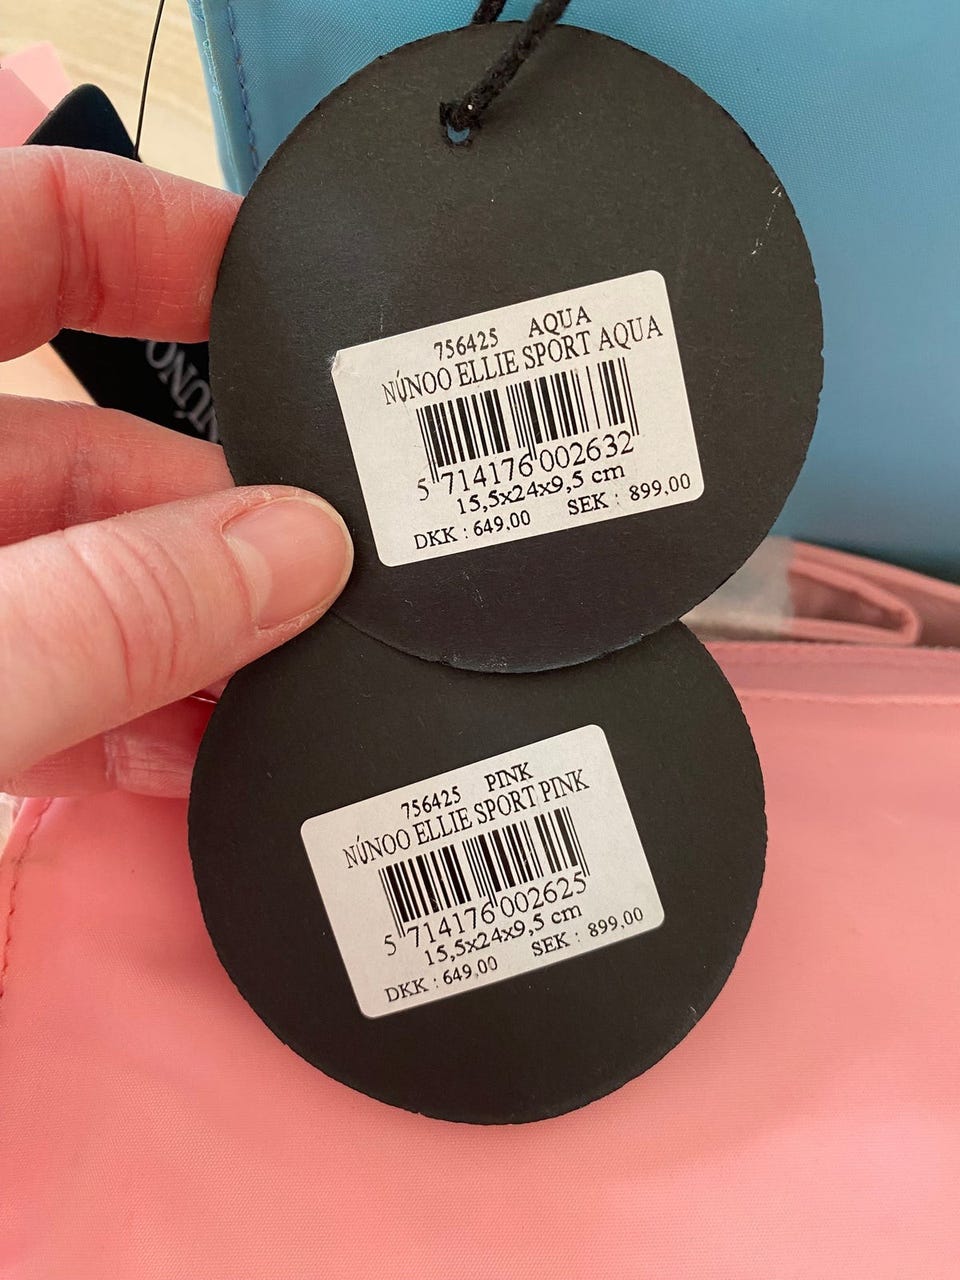 756425 AQUA
NÚNOO ELLIE SPORT AQUA
5 714176 002632
15,5x24x9,5 cm
DKK : 649.00 SEK : 899.00
NÚNOO
756425 PINK
NÚNOO ELLIE SPORT PINK
5 714176 002625
15,5x24x9,5 cm
DKK : 649.00 SEK : 899.00